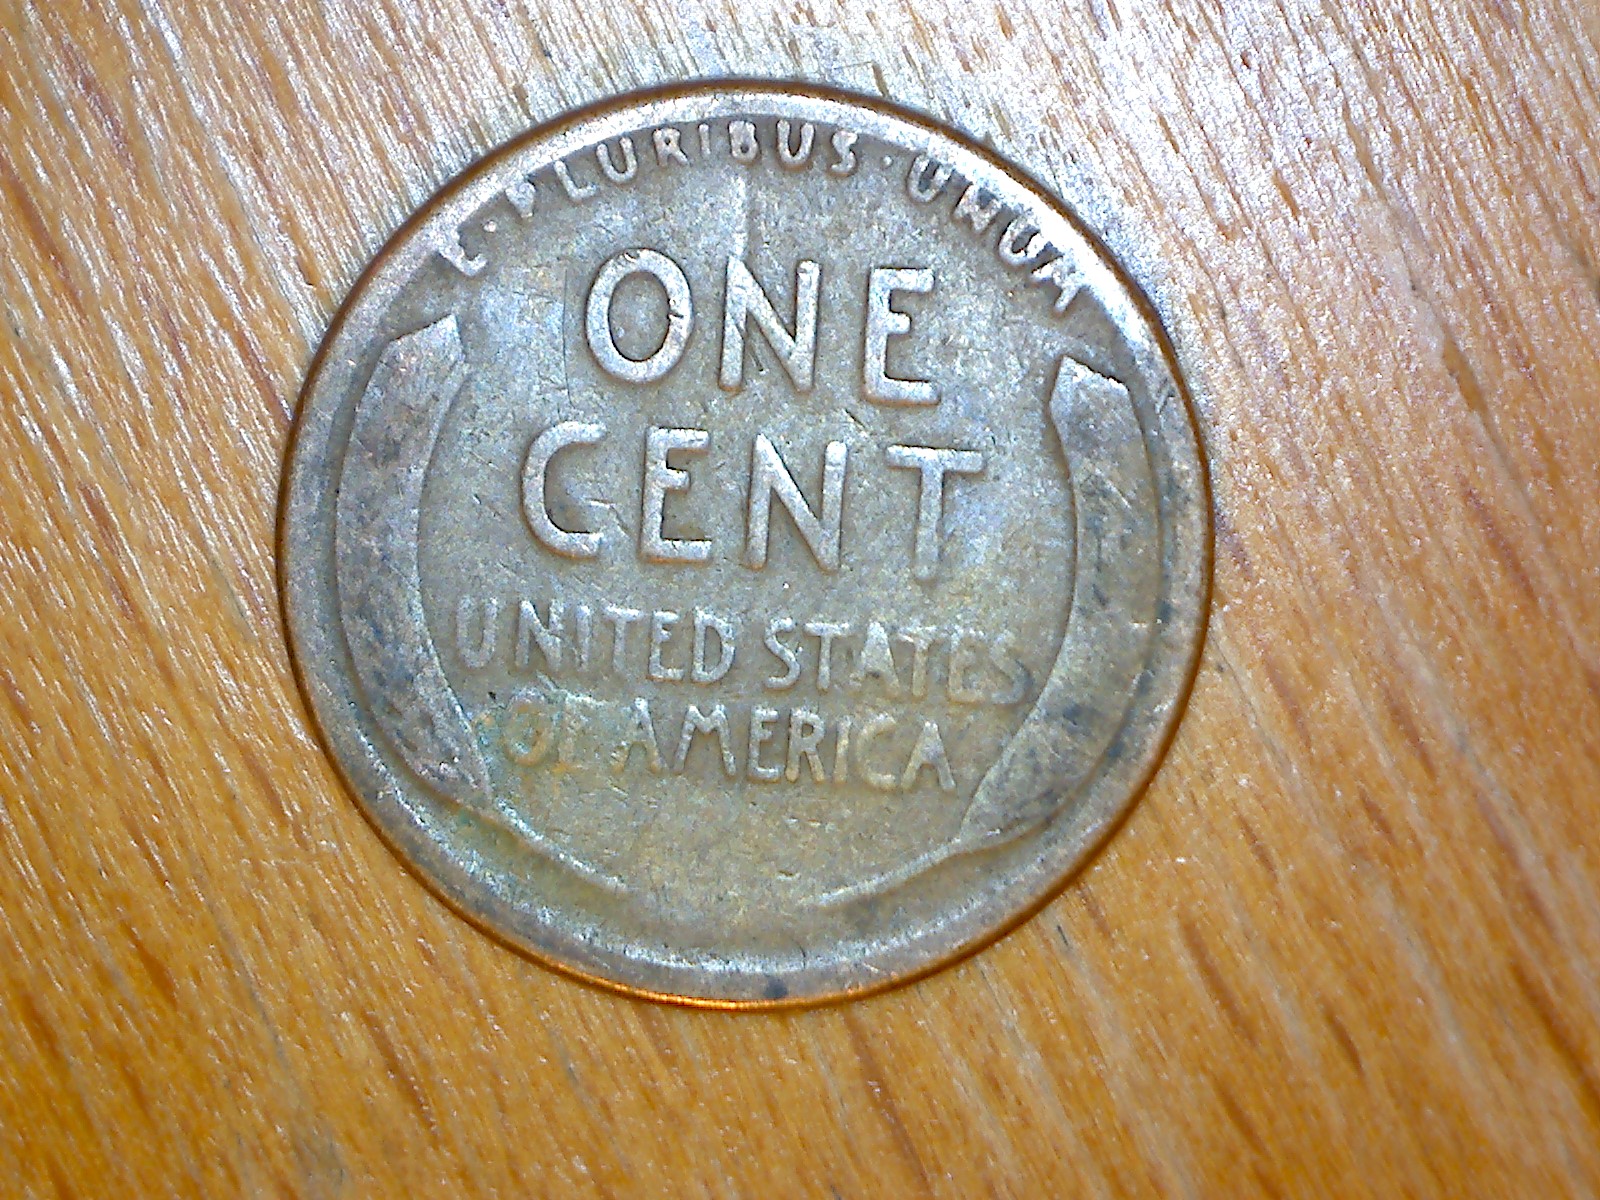 E·PLURIBUS·UNUM
ONE
CENT
UNITED STATES
OF AMERICA